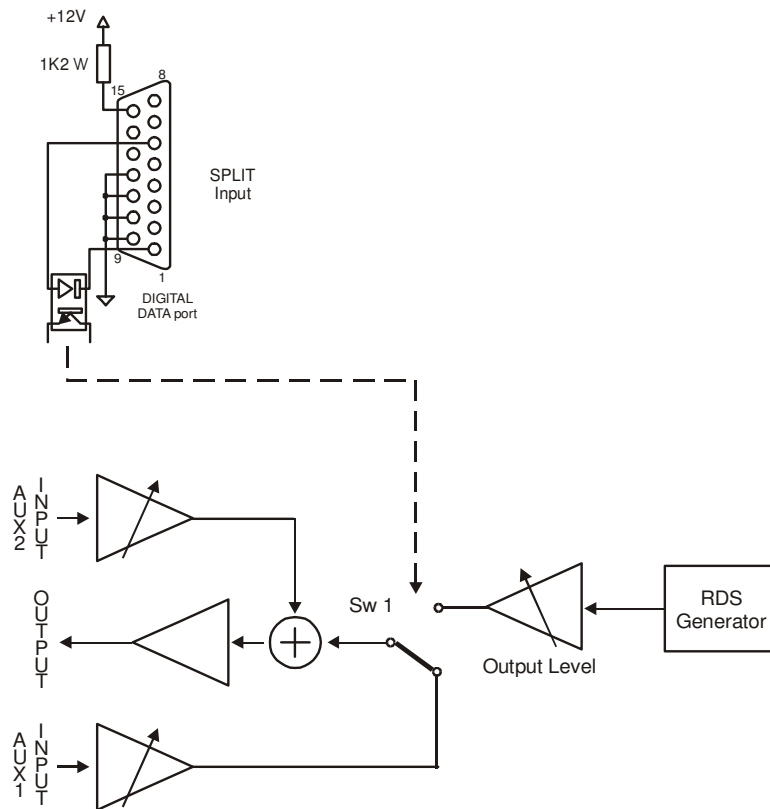 +12V
1K2 W
8
15
SPLIT
Input
9
1
DIGITAL
DATA port
AUX2
INPUT
OUTPUT
Sw 1
RDS
Generator
Output Level
AUX1
INPUT